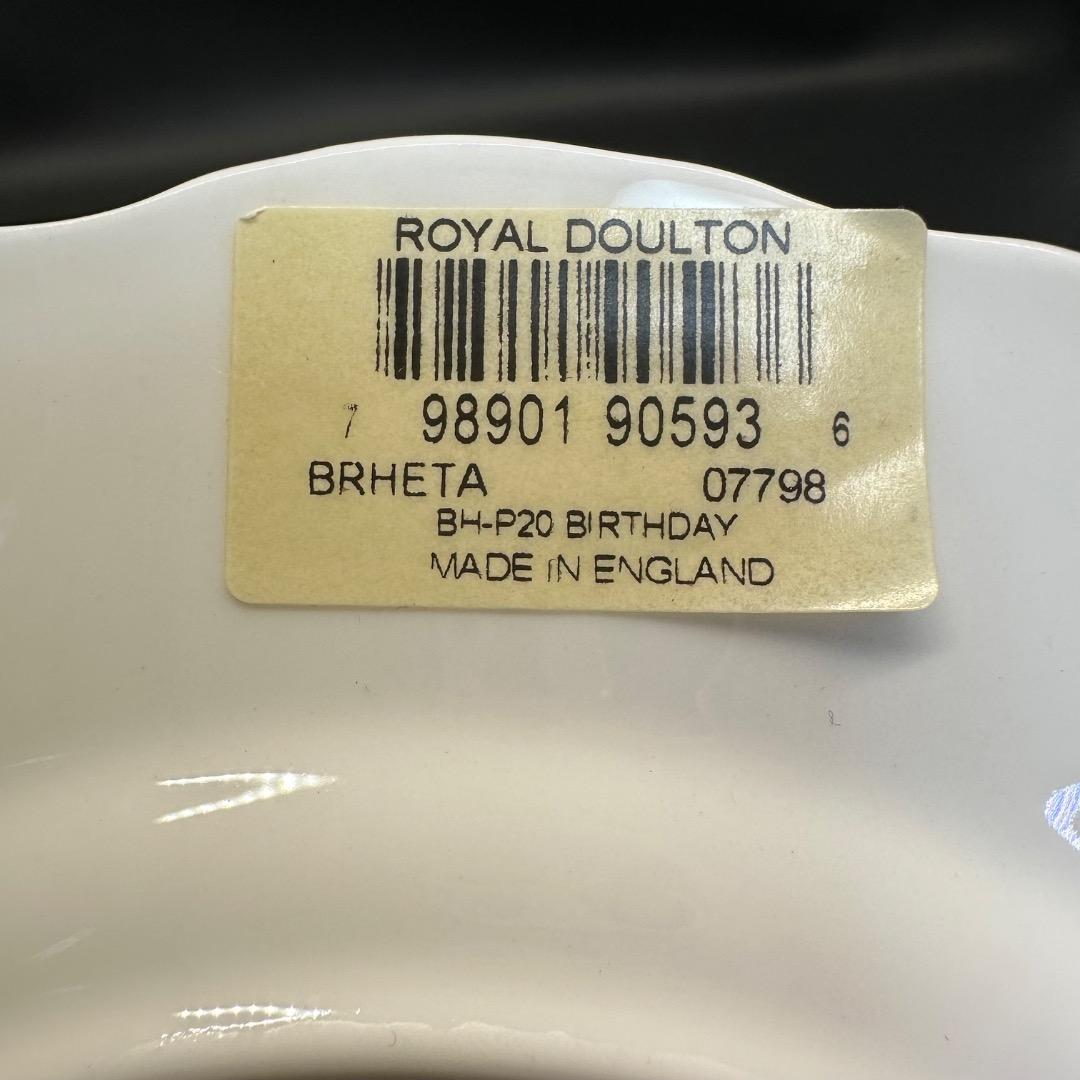 ROYAL DOULTON
7 98901 90593 6
BRHETA 07798
BH-P20 BIRTHDAY
MADE IN ENGLAND